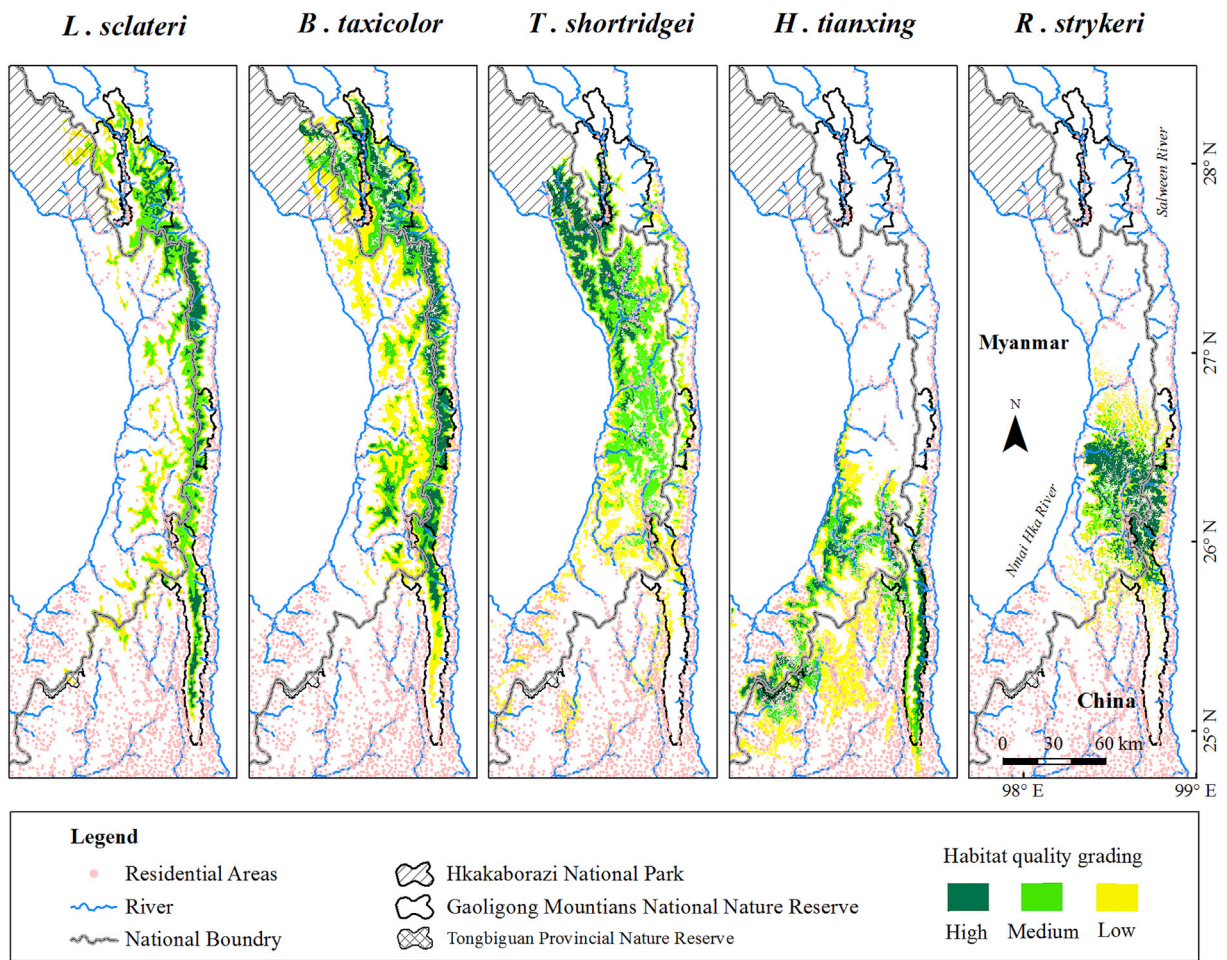 L . sclateri
B . taxicolor
T . shortridgei
H . tianxing
R . strykeri
Salween River
28° N
Myanmar
27° N
N
Nmai Hka River
26° N
China
25° N
0 30 60 km
98° E
99° E
Legend
Residential Areas
River
National Boundry
Hkakaborazi National Park
Gaoligong Mountians National Nature Reserve
Tongbiguan Provincial Nature Reserve
Habitat quality grading
High Medium Low